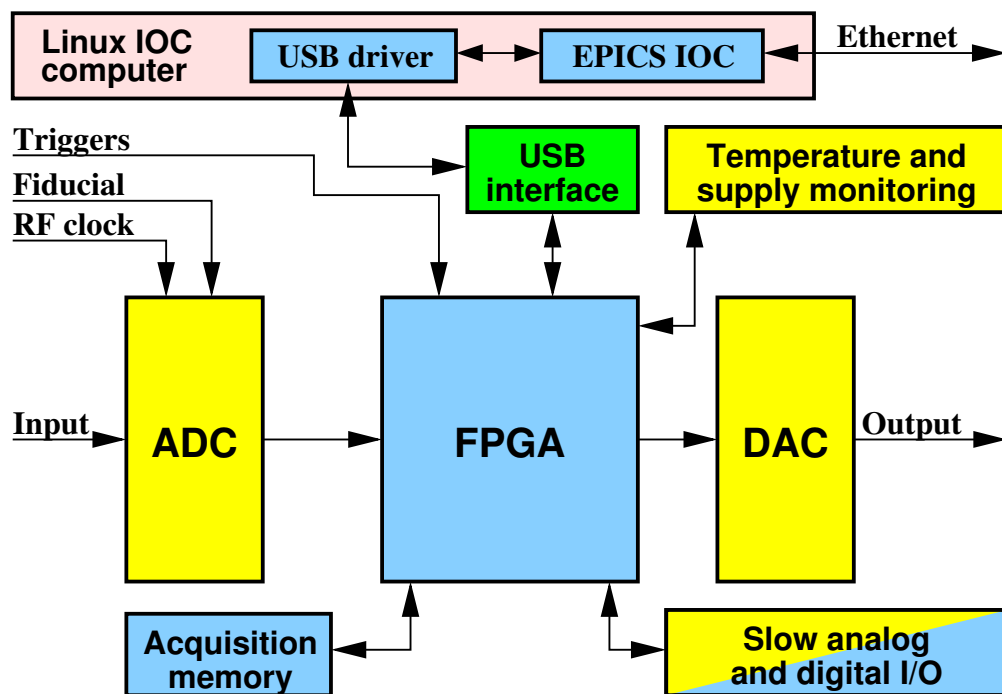 Linux IOC
computer
USB driver
EPICS IOC
Ethernet
Triggers
Fiducial
RF clock
USB
interface
Temperature and
supply monitoring
Input
ADC
FPGA
DAC
Output
Acquisition
memory
Slow analog
and digital I/O